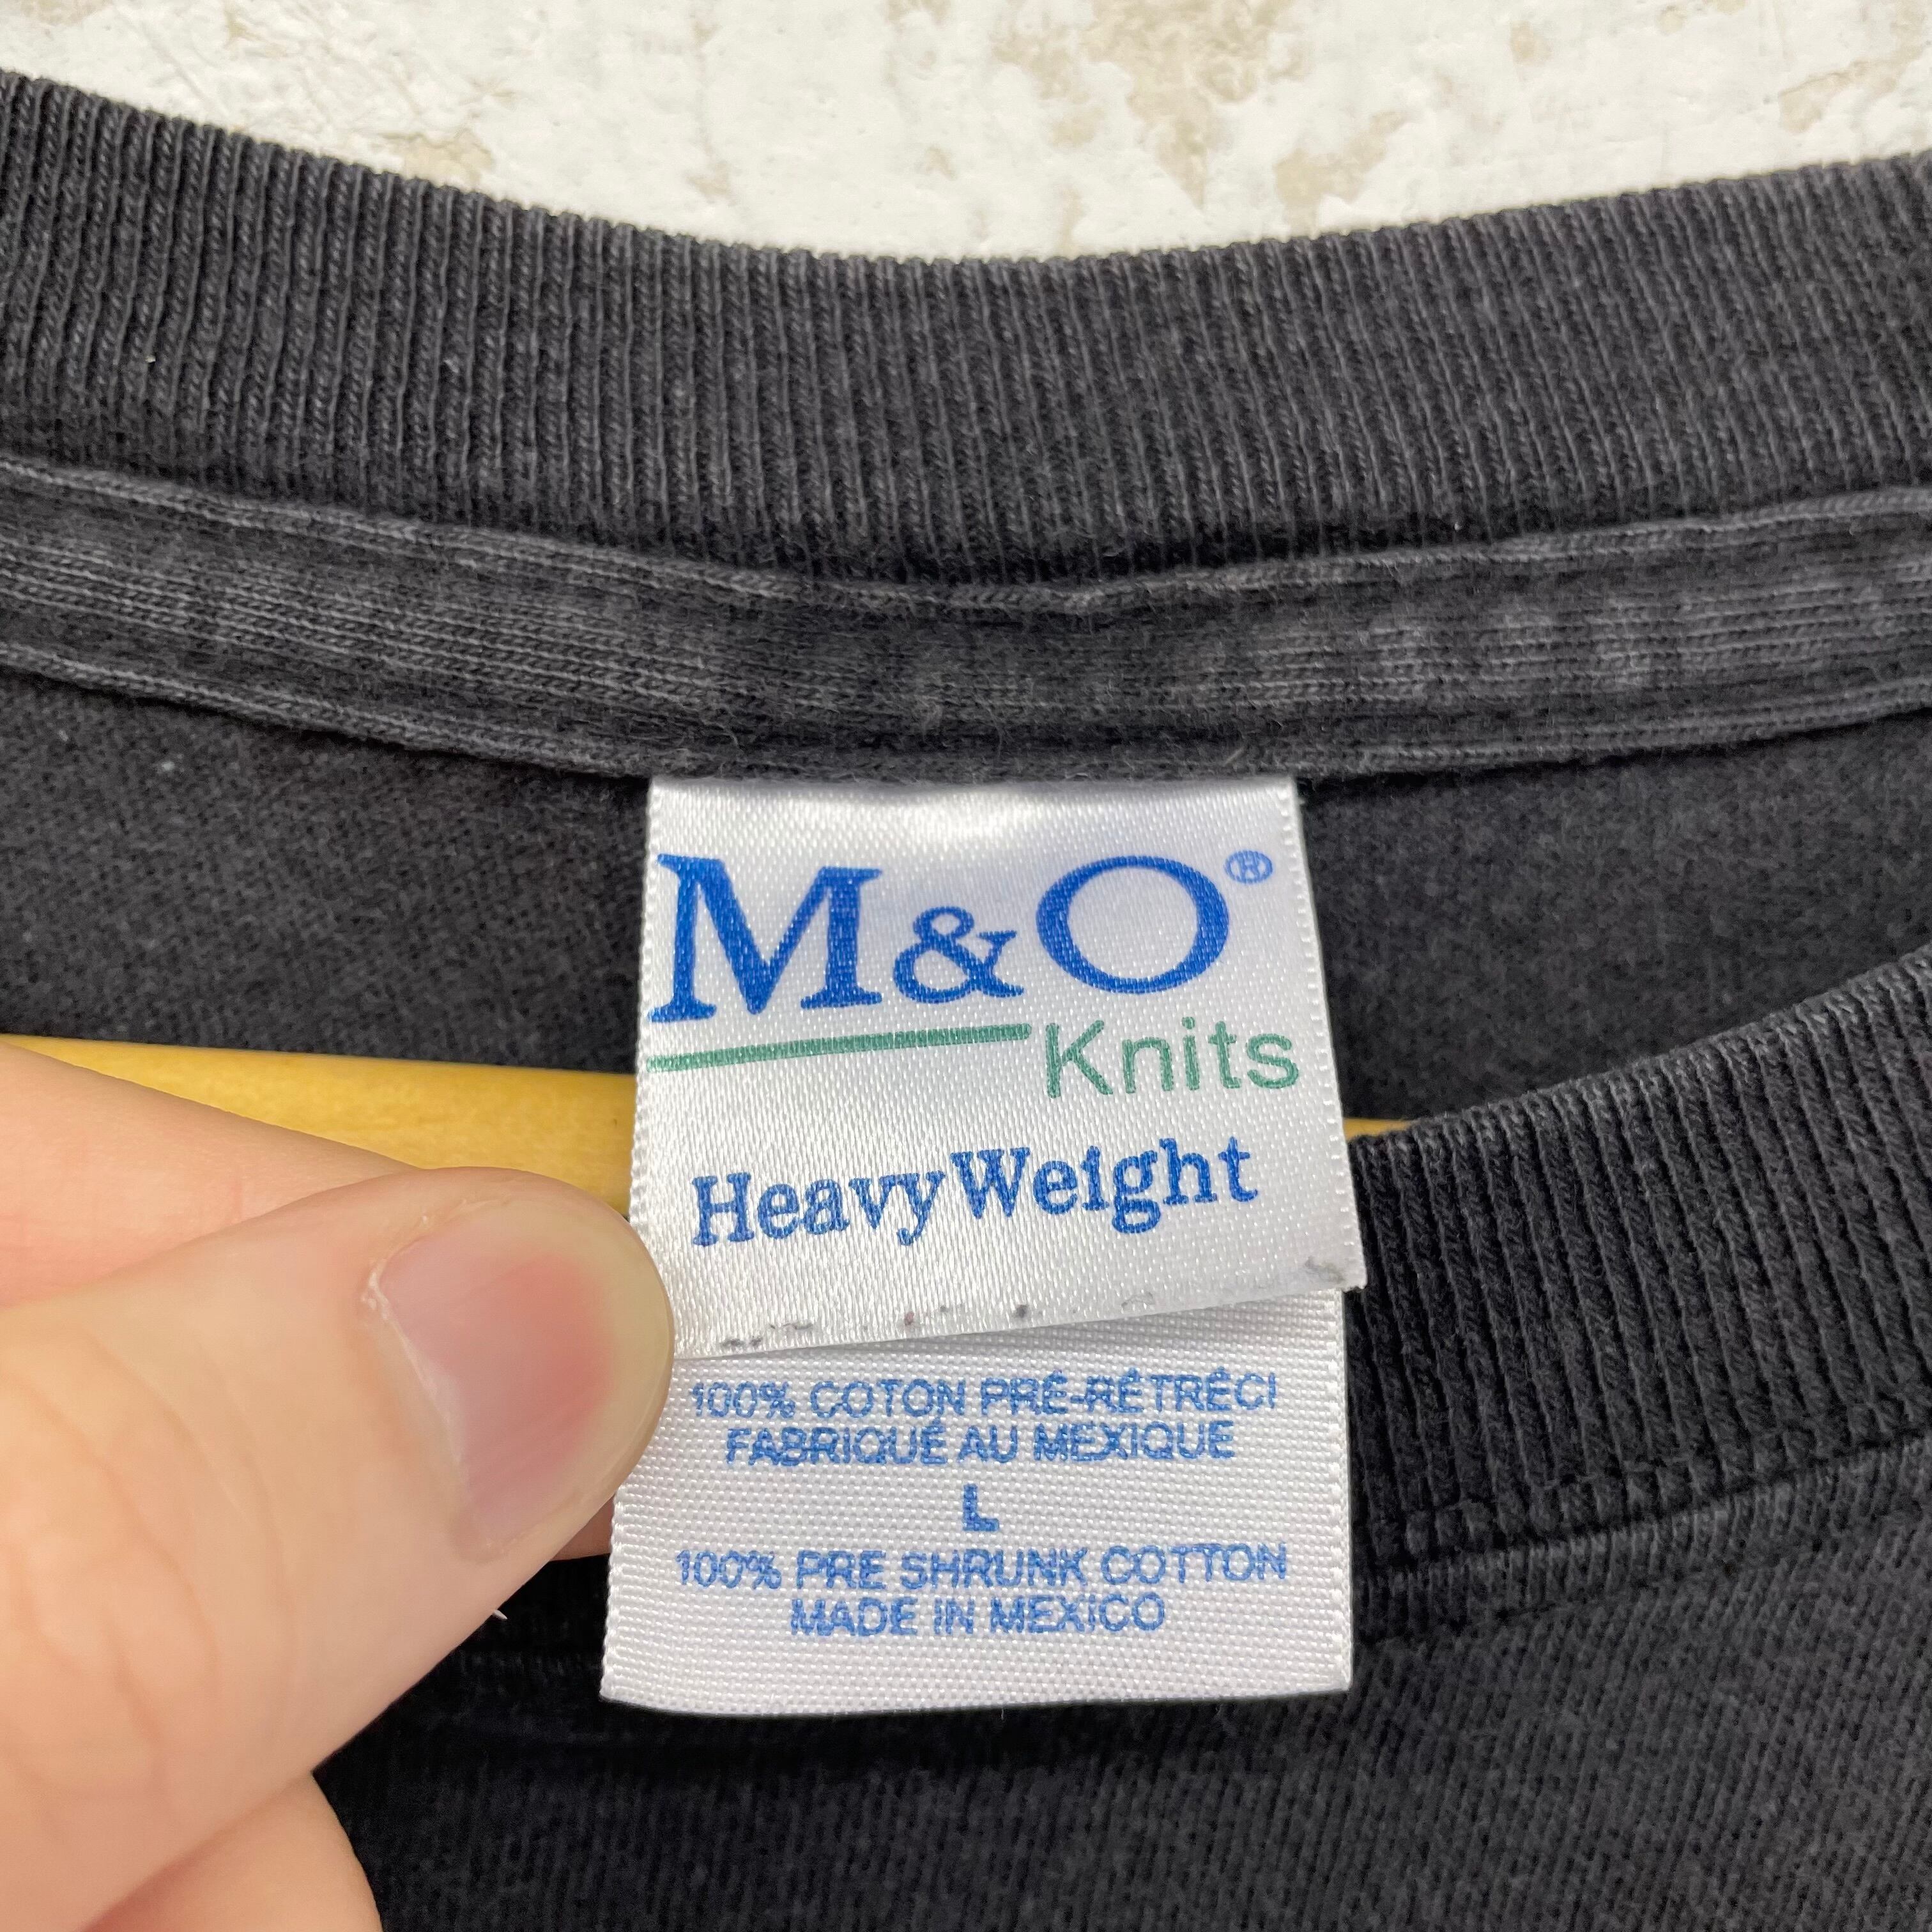 M&O®
Knits
HeavyWeight
100% COTON PRÉ-RÉTRÉCI
FABRIQUÉ AU MEXIQUE
L
100% PRE SHRUNK COTTON
MADE IN MEXICO